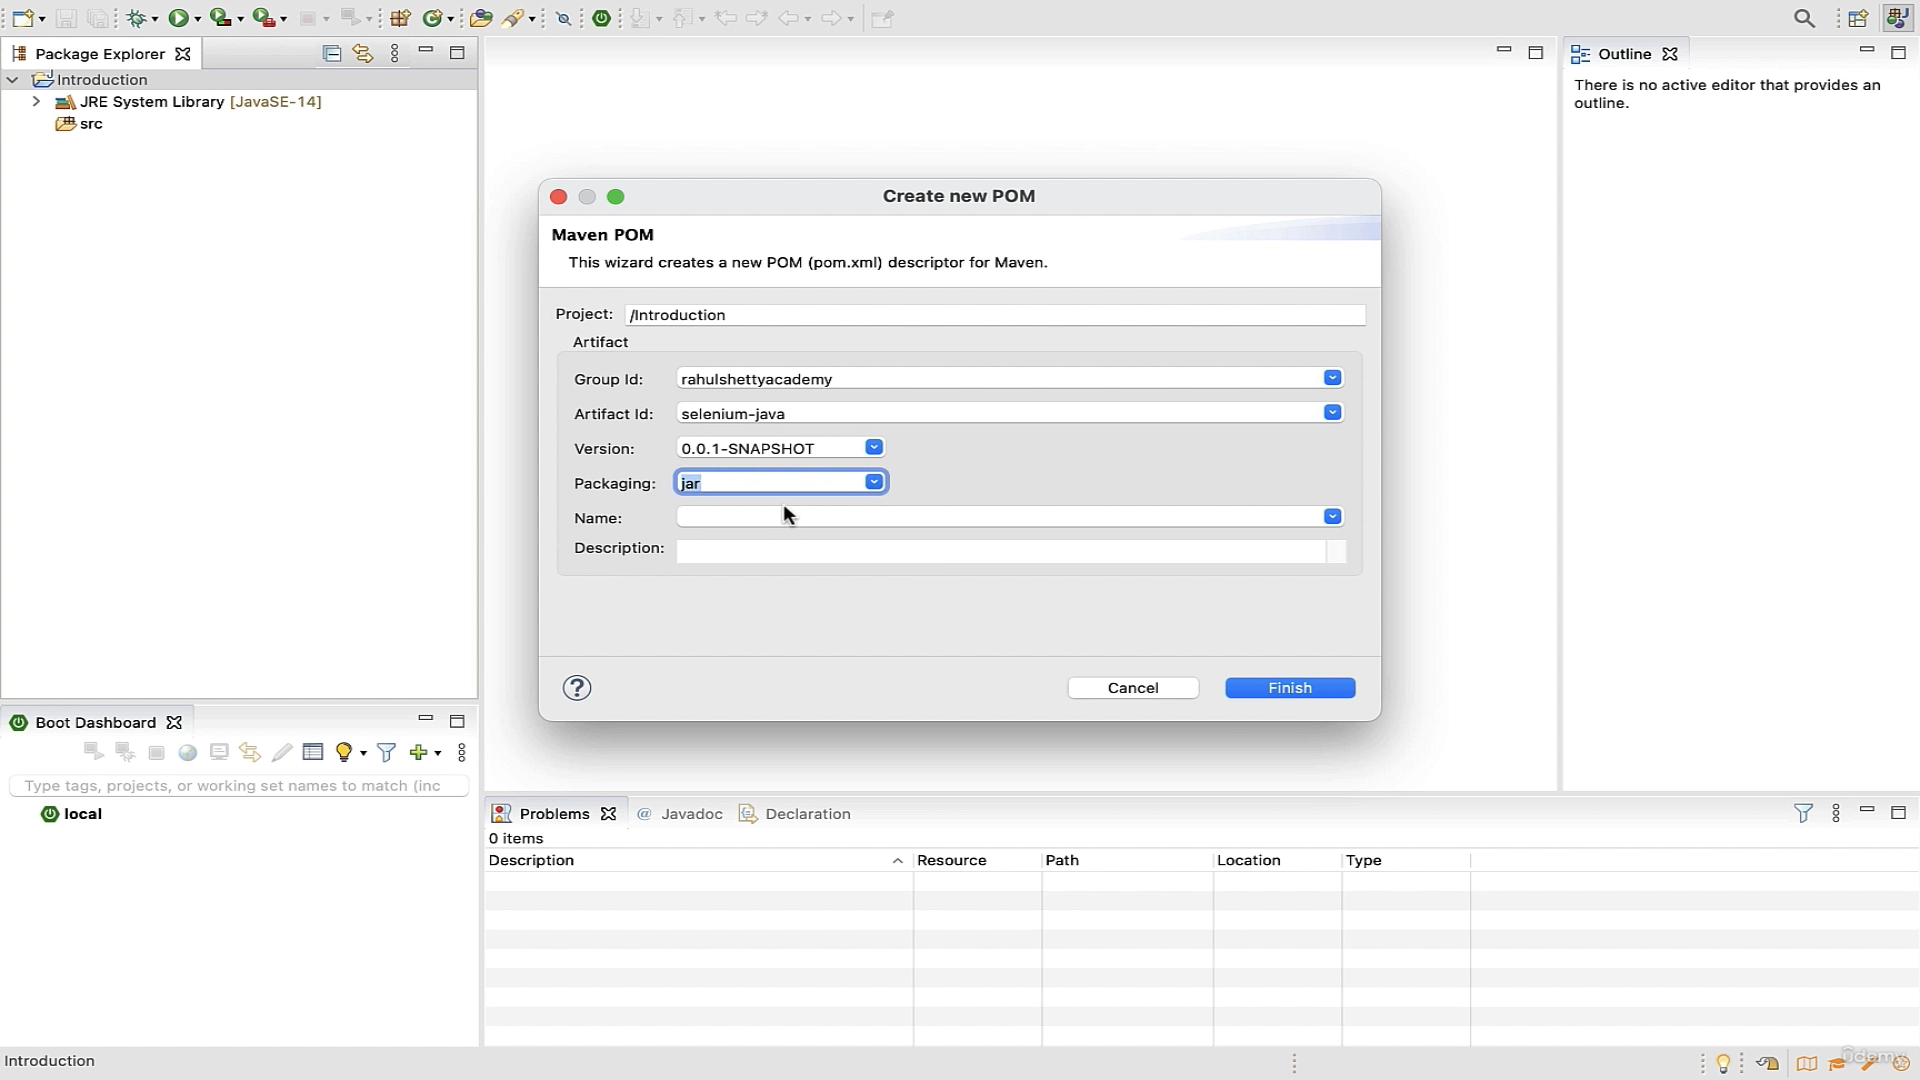 Package Explorer
Introduction
JRE System Library [JavaSE-14]
src
Outline
There is no active editor that provides an
outline.
Create new POM
Maven POM
This wizard creates a new POM (pom.xml) descriptor for Maven.
Project: /Introduction
Artifact
Group Id: rahulshettyacademy
Artifact Id: selenium-java
Version: 0.0.1-SNAPSHOT
Packaging: jar
Name:
Description:
?
Cancel Finish
Boot Dashboard
Type tags, projects, or working set names to match (inc
local
Problems @ Javadoc Declaration
0 items
Description Resource Path Location Type
Introduction
ûdemy